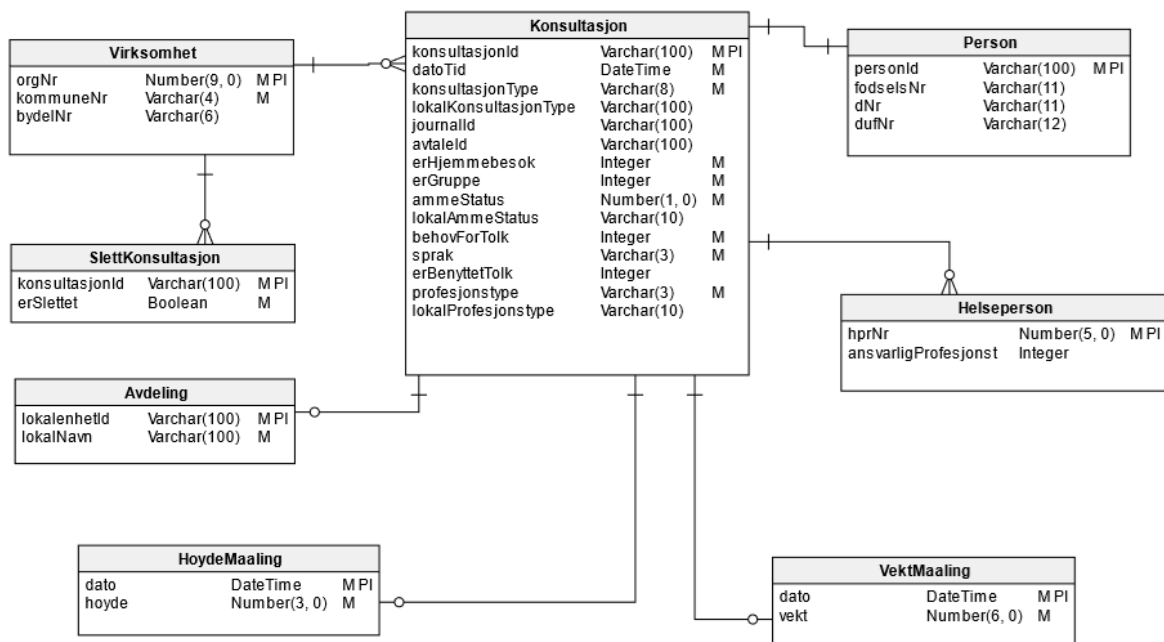 Virksomhet
orgNr Number(9, 0) M PI
kommuneNr Varchar(4) M
bydelNr Varchar(6)
Konsultasjon
konsultasjonId Varchar(100) M PI
datoTid DateTime M
konsultasjonType Varchar(8) M
lokalKonsultasjonType Varchar(100)
journalId Varchar(100)
avtaleId Varchar(100)
erHjemmebesok Integer M
erGruppe Integer M
ammeStatus Number(1, 0) M
lokalAmmeStatus Varchar(10)
behovForTolk Integer M
sprak Varchar(3) M
erBenyttetTolk Integer
profesjonstype Varchar(3) M
lokalProfesjonstype Varchar(10)
Person
personId Varchar(100) M PI
fodselsNr Varchar(11)
dNr Varchar(11)
dufNr Varchar(12)
SlettKonsultasjon
konsultasjonId Varchar(100) M PI
erSlettet Boolean M
Helseperson
hprNr Number(5, 0) M PI
ansvarligProfesjonst Integer
Avdeling
lokalenhetId Varchar(100) M PI
lokalNavn Varchar(100) M
HoydeMaaling
dato DateTime M PI
hoyde Number(3, 0) M
VektMaaling
dato DateTime M PI
vekt Number(6, 0) M